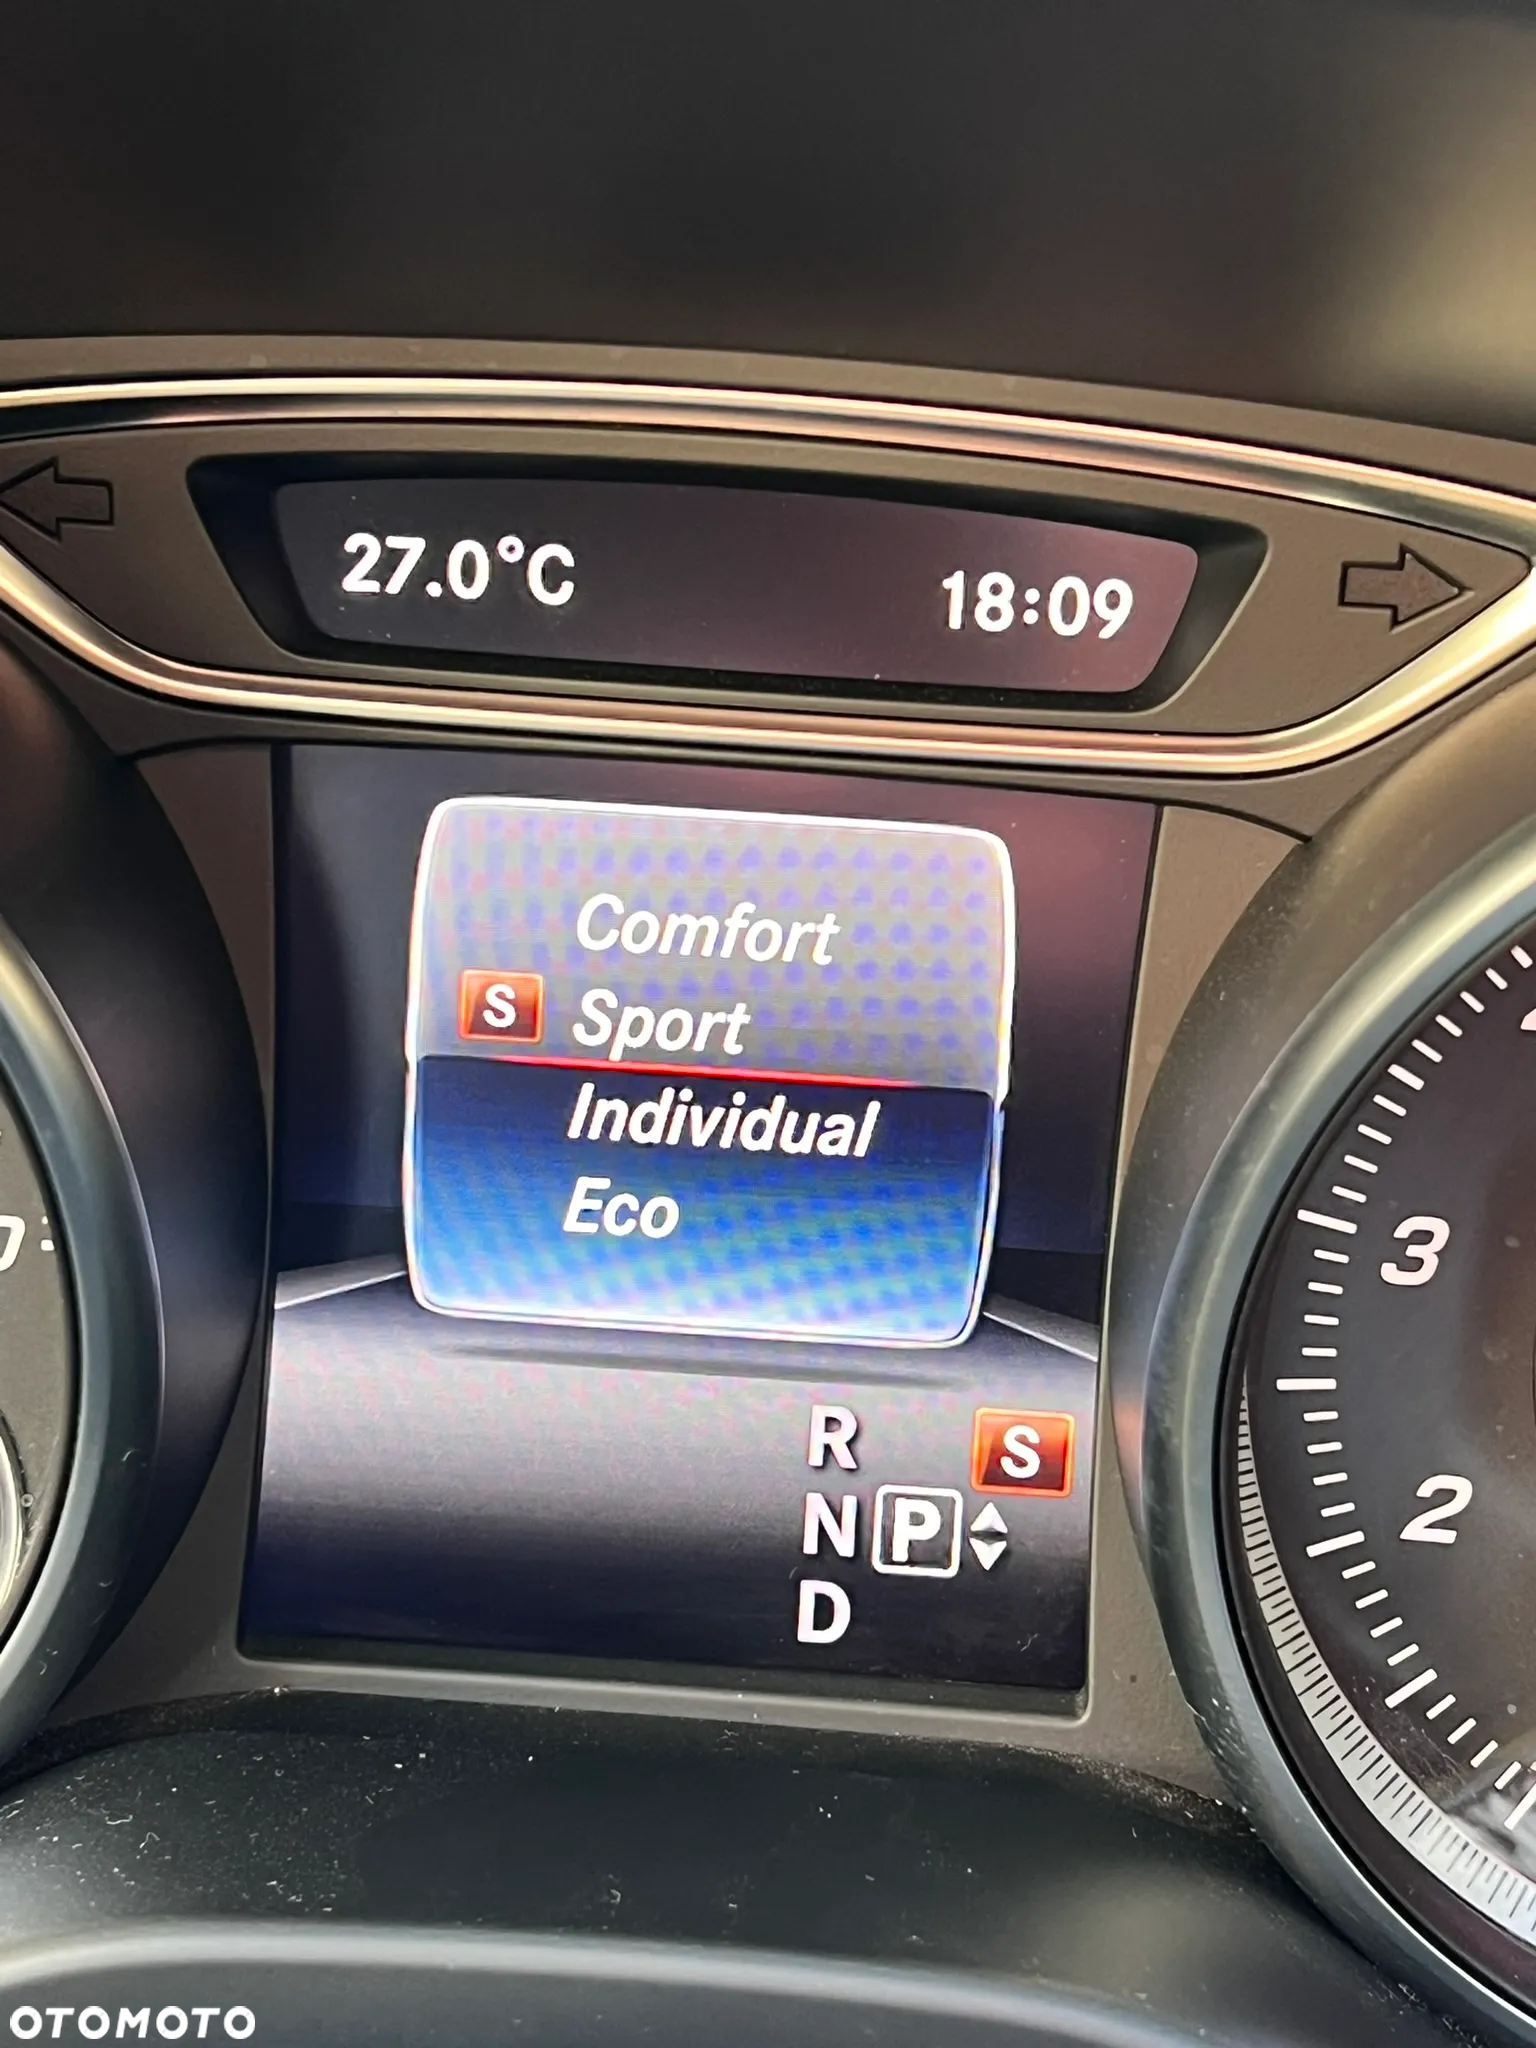 27.0°C 18:09
Comfort
S Sport
Individual
Eco
R S
N P
D
3
2
OTOMOTO